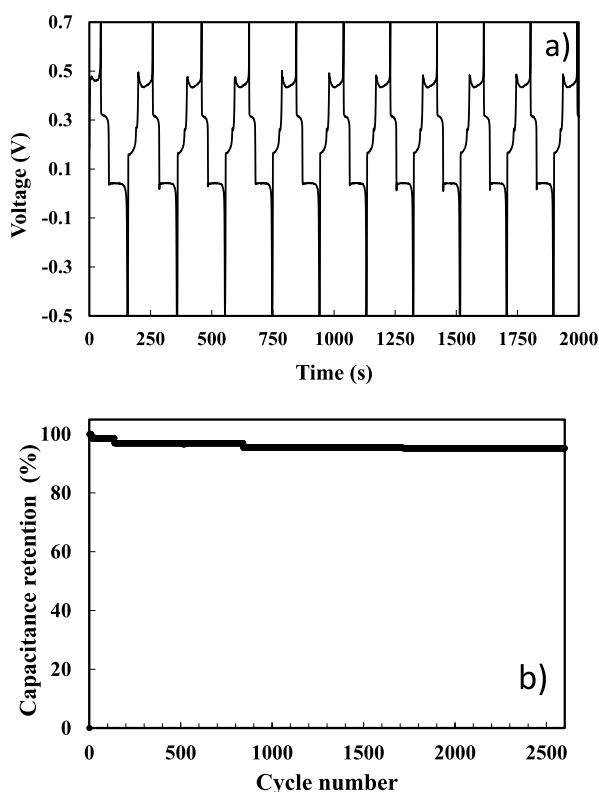 0.7
a)
0.5
0.3
0.1
-0.1
-0.3
-0.5
Voltage (V)
0 250 500 750 1000 1250 1500 1750 2000
Time (s)
100
80
60
40
20
0
Capacitance retention (%)
b)
0 500 1000 1500 2000 2500
Cycle number